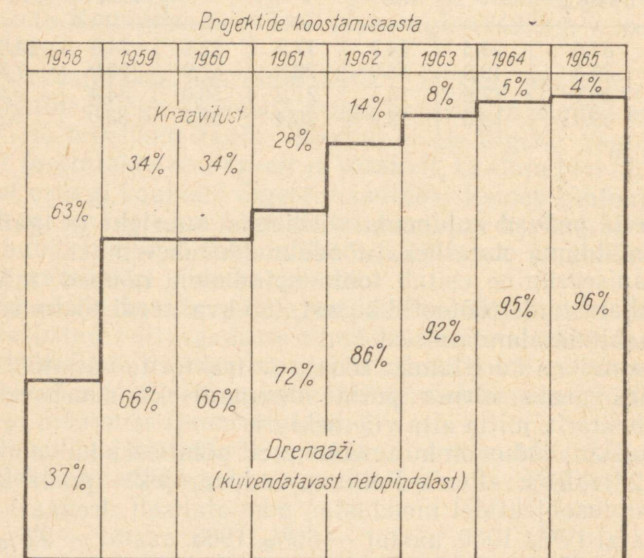 Projektide koostamisaasta
1958 1959 1960 1961 1962 1963 1964 1965
14% 8% 5% 4%
Kraavitust
28%
34% 34%
63%
95% 96%
92%
86%
72%
66% 66%
Drenaaži
37%
(kuivendatavast netopindalast)